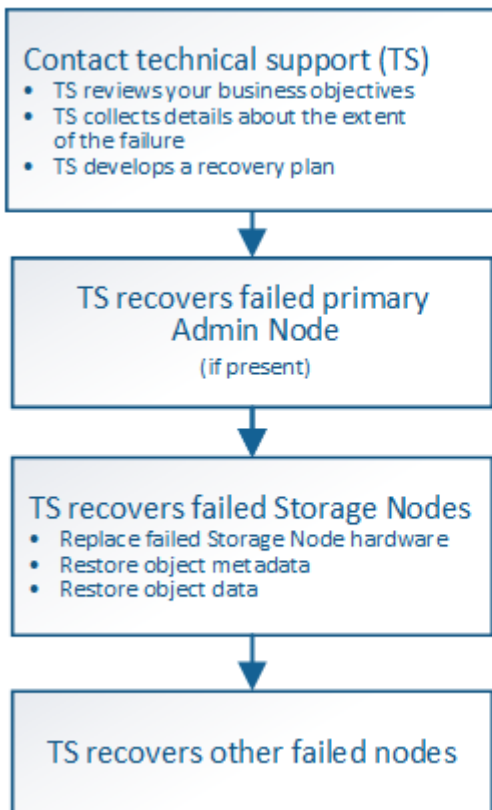 Contact technical support (TS)
• TS reviews your business objectives
• TS collects details about the extent
of the failure
• TS develops a recovery plan
TS recovers failed primary
Admin Node
(if present)
TS recovers failed Storage Nodes
• Replace failed Storage Node hardware
• Restore object metadata
• Restore object data
TS recovers other failed nodes